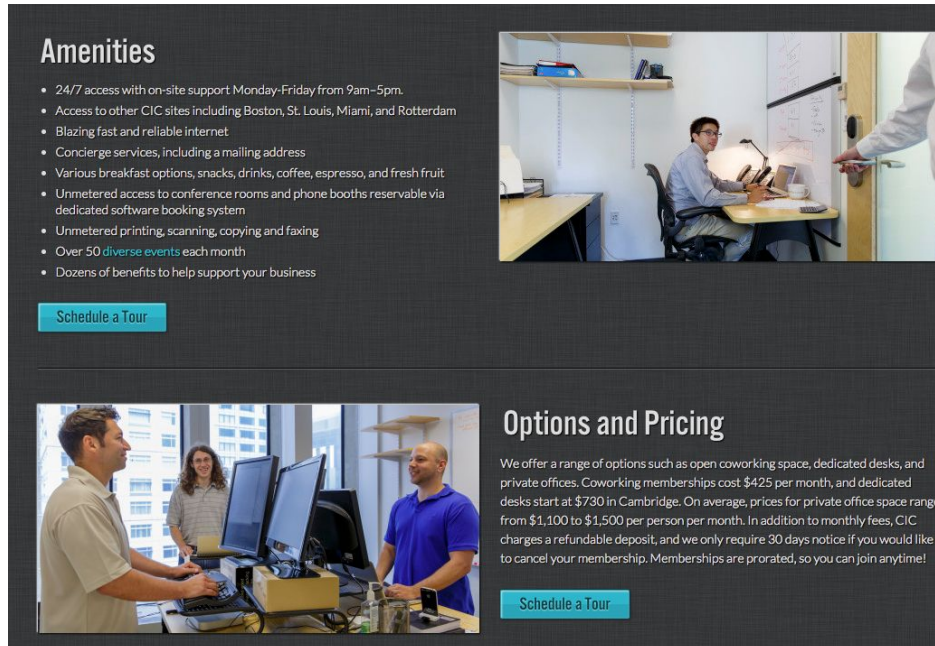 Amenities
24/7 access with on-site support Monday-Friday from 9am–5pm.
Access to other CIC sites including Boston, St. Louis, Miami, and Rotterdam
Blazing fast and reliable internet
Concierge services, including a mailing address
Various breakfast options, snacks, drinks, coffee, espresso, and fresh fruit
Unmetered access to conference rooms and phone booths reservable via
dedicated software booking system
Unmetered printing, scanning, copying and faxing
Over 50 diverse events each month
Dozens of benefits to help support your business
Schedule a Tour
Options and Pricing
We offer a range of options such as open coworking space, dedicated desks, and
private offices. Coworking memberships cost $425 per month, and dedicated
desks start at $730 in Cambridge. On average, prices for private office space range
from $1,100 to $1,500 per person per month. In addition to monthly fees, CIC
charges a refundable deposit, and we only require 30 days notice if you would like
to cancel your membership. Memberships are prorated, so you can join anytime!
Schedule a Tour